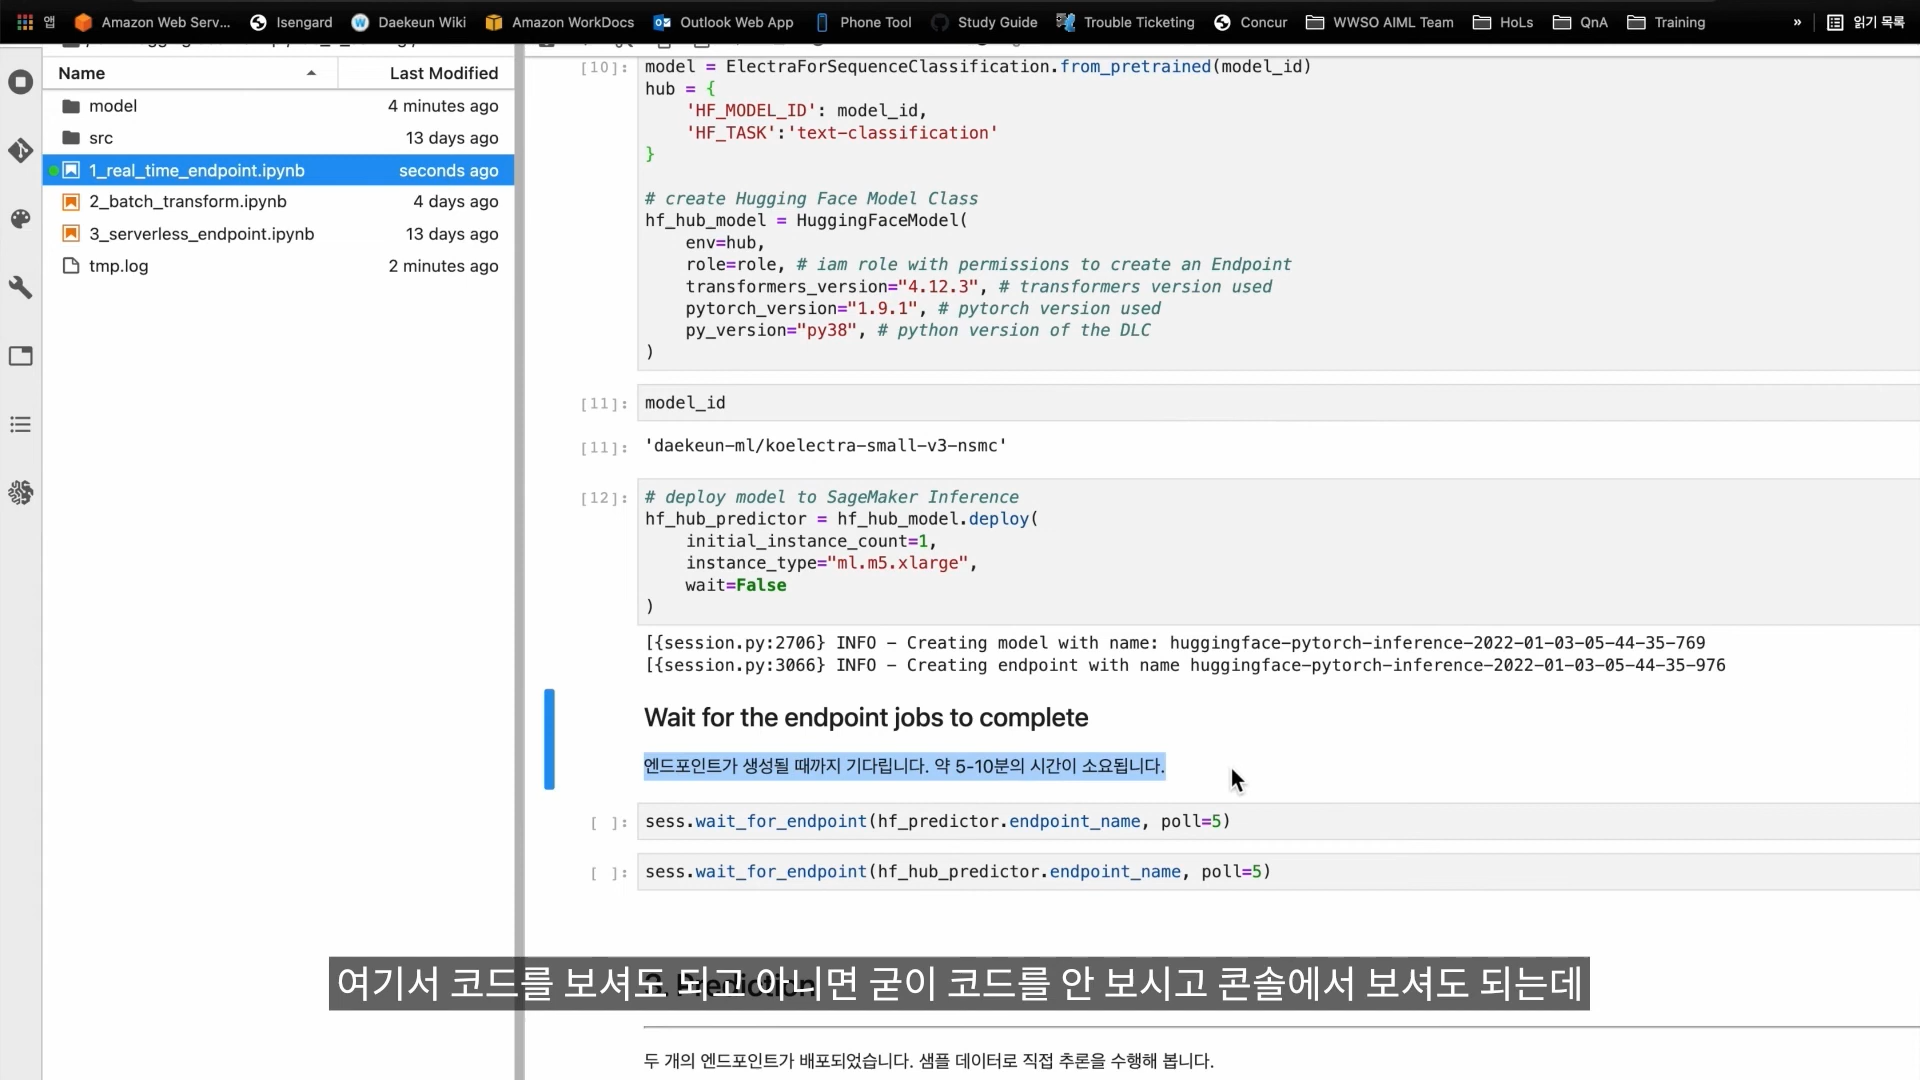 앱 Amazon Web Serv... Isengard Daekeun Wiki Amazon WorkDocs Outlook Web App Phone Tool Study Guide Trouble Ticketing Concur WWSO AIML Team HoLs QnA Training » 읽기 목록
Name Last Modified
model 4 minutes ago
src 13 days ago
1_real_time_endpoint.ipynb seconds ago
2_batch_transform.ipynb 4 days ago
3_serverless_endpoint.ipynb 13 days ago
tmp.log 2 minutes ago
[10]: model = ElectraForSequenceClassification.from_pretrained(model_id)
hub = {
'HF_MODEL_ID': model_id,
'HF_TASK':'text-classification'
}
# create Hugging Face Model Class
hf_hub_model = HuggingFaceModel(
env=hub,
role=role, # iam role with permissions to create an Endpoint
transformers_version="4.12.3", # transformers version used
pytorch_version="1.9.1", # pytorch version used
py_version="py38", # python version of the DLC
)
[11]: model_id
[11]: 'daekeun-ml/koelectra-small-v3-nsmc'
[12]: # deploy model to SageMaker Inference
hf_hub_predictor = hf_hub_model.deploy(
initial_instance_count=1,
instance_type="ml.m5.xlarge",
wait=False
)
[{session.py:2706} INFO - Creating model with name: huggingface-pytorch-inference-2022-01-03-05-44-35-769
[{session.py:3066} INFO - Creating endpoint with name huggingface-pytorch-inference-2022-01-03-05-44-35-976
Wait for the endpoint jobs to complete
엔드포인트가 생성될 때까지 기다립니다. 약 5-10분의 시간이 소요됩니다.
[ ]: sess.wait_for_endpoint(hf_predictor.endpoint_name, poll=5)
[ ]: sess.wait_for_endpoint(hf_hub_predictor.endpoint_name, poll=5)
여기서 코드를 보셔도 되고 아니면 굳이 코드를 안 보시고 콘솔에서 보셔도 되는데
두 개의 엔드포인트가 배포되었습니다. 샘플 데이터로 직접 추론을 수행해 봅니다.